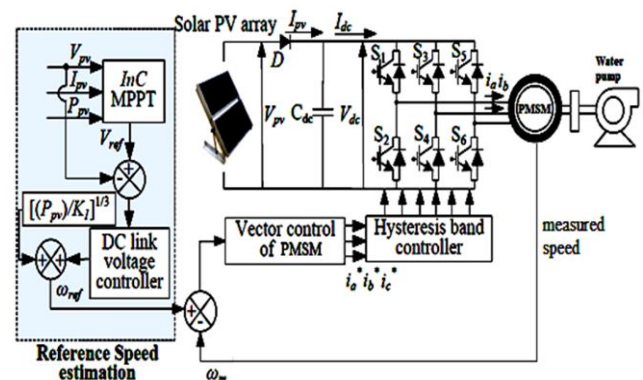 Solar PV array
I_pv
I_dc
V_pv
I_pv
P_pv
InC
MPPT
V_ref
+
-
[(P_pv)/K_1]^1/3
DC link
voltage
controller
+
+
ω_ref
Reference Speed
estimation
D
V_pv
C_dc
V_dc
S_1
S_3
S_5
S_2
S_4
S_6
i_a i_b
PMSM
Water
pump
Vector control
of PMSM
i_a* i_b* i_c*
Hysteresis band
controller
measured
speed
+
-